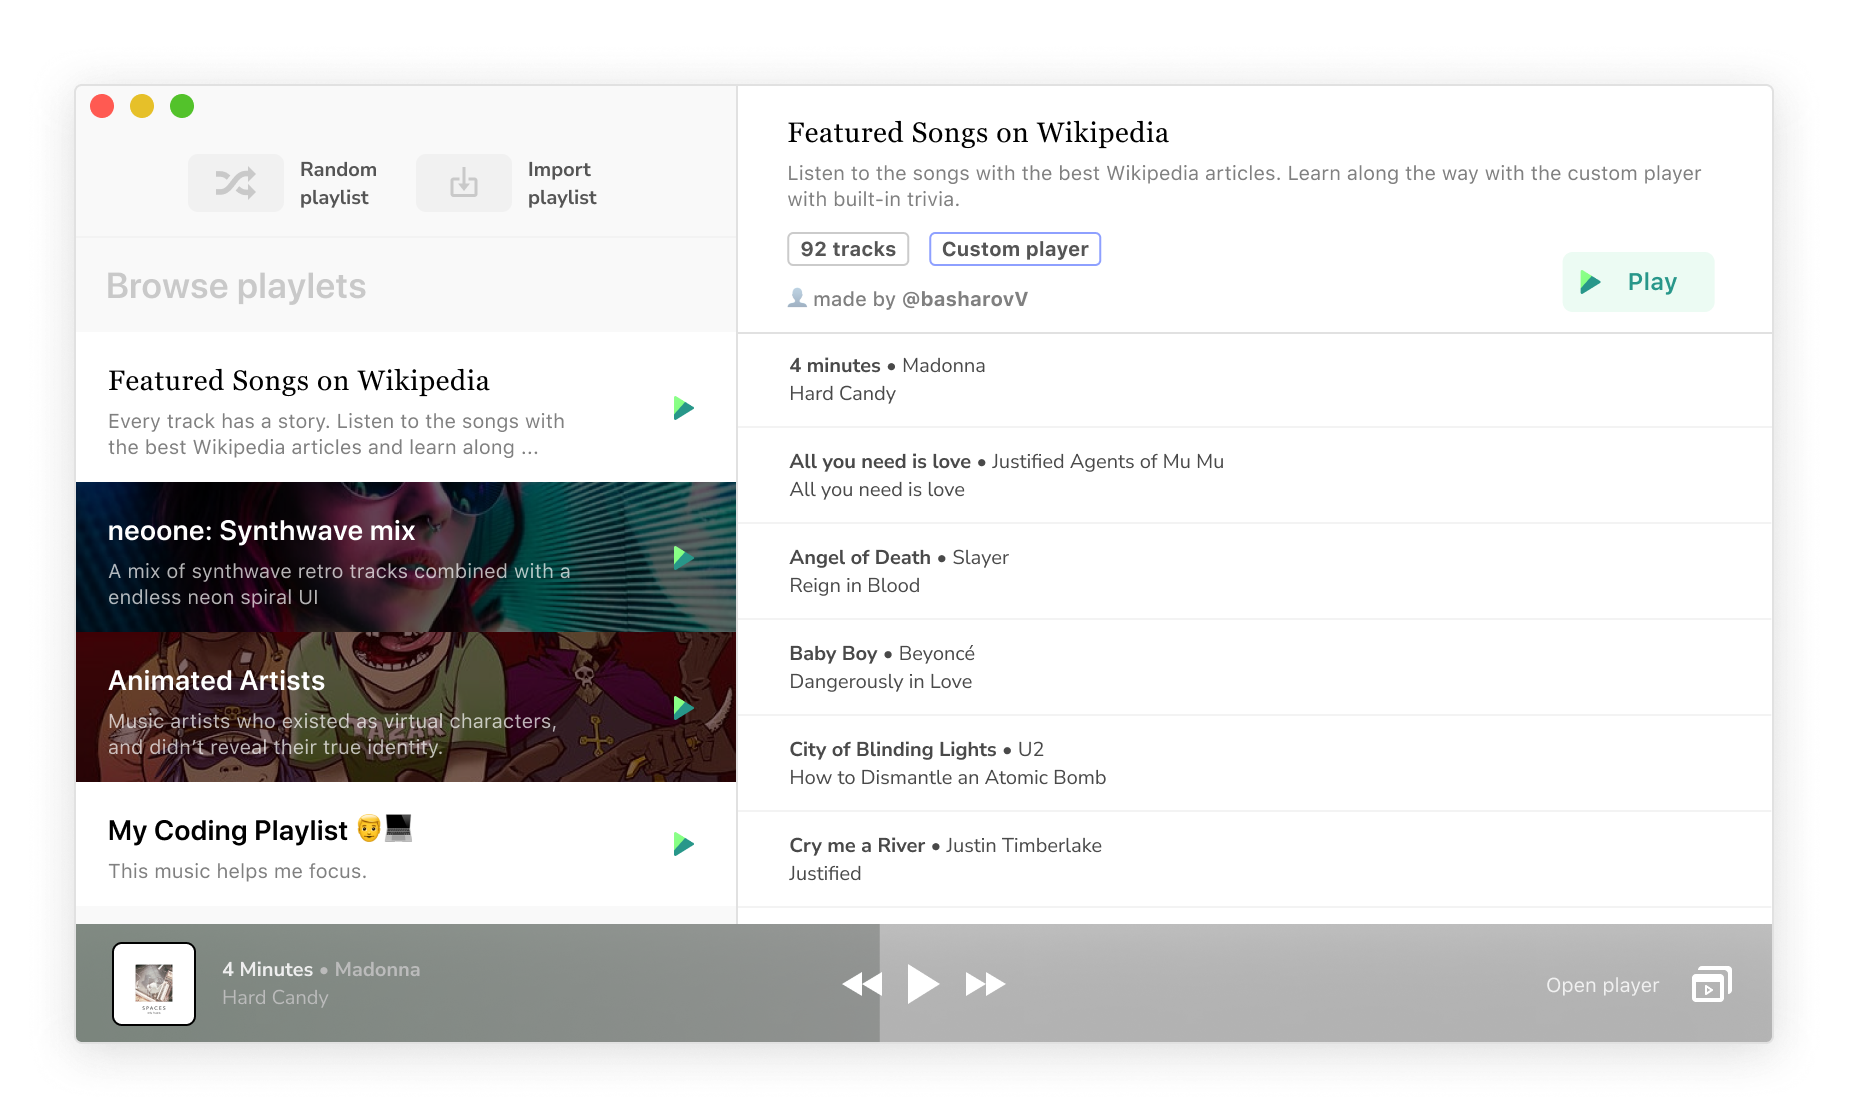 Random
playlist
Import
playlist
Browse playlets
Featured Songs on Wikipedia
Every track has a story. Listen to the songs with
the best Wikipedia articles and learn along ...
neoone: Synthwave mix
A mix of synthwave retro tracks combined with a
endless neon spiral UI
Animated Artists
Music artists who existed as virtual characters,
and didn’t reveal their true identity.
My Coding Playlist 👨💻
This music helps me focus.
Featured Songs on Wikipedia
Listen to the songs with the best Wikipedia articles. Learn along the way with the custom player
with built-in trivia.
92 tracks
Custom player
👤 made by @basharovV
Play
4 minutes • Madonna
Hard Candy
All you need is love • Justified Agents of Mu Mu
All you need is love
Angel of Death • Slayer
Reign in Blood
Baby Boy • Beyoncé
Dangerously in Love
City of Blinding Lights • U2
How to Dismantle an Atomic Bomb
Cry me a River • Justin Timberlake
Justified
SPACES
4 Minutes • Madonna
Hard Candy
Open player